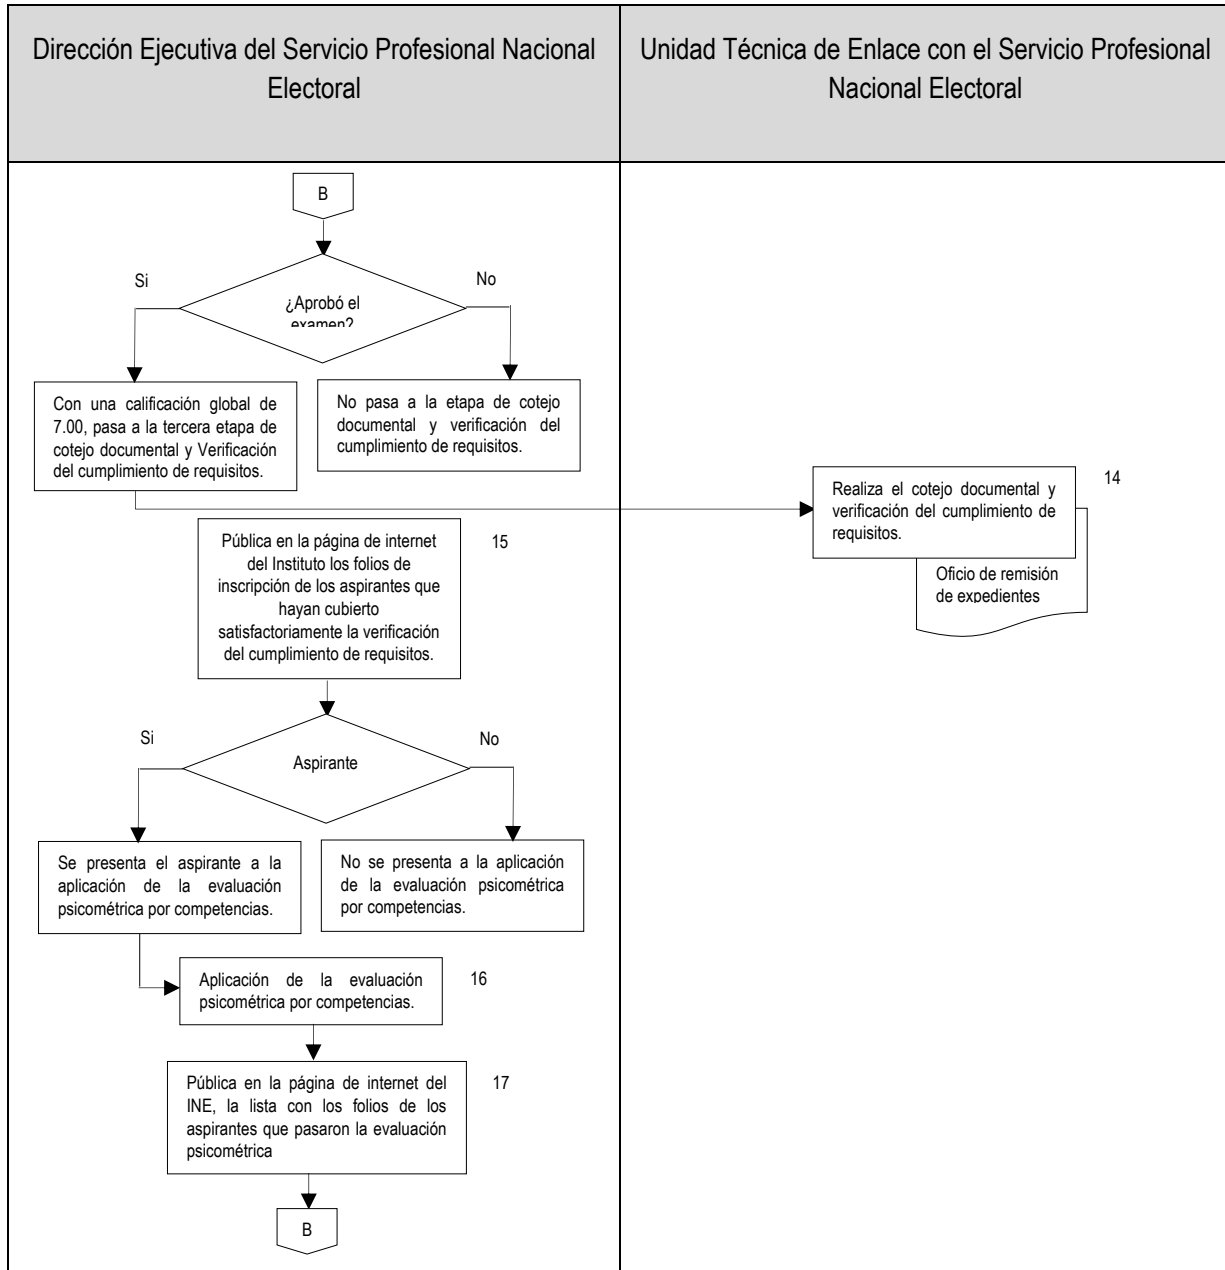 Dirección Ejecutiva del Servicio Profesional Nacional
Electoral
Unidad Técnica de Enlace con el Servicio Profesional
Nacional Electoral
B
Si
No
¿Aprobó el
examen?
Con una calificación global de
7.00, pasa a la tercera etapa de
cotejo documental y Verificación
del cumplimiento de requisitos.
No pasa a la etapa de cotejo
documental y verificación del
cumplimiento de requisitos.
Realiza el cotejo documental y
verificación del cumplimiento de
requisitos.
14
Oficio de remisión
de expedientes
Pública en la página de internet
del Instituto los folios de
inscripción de los aspirantes que
hayan cubierto
satisfactoriamente la verificación
del cumplimiento de requisitos.
15
Si
No
Aspirante
Se presenta el aspirante a la
aplicación de la evaluación
psicométrica por competencias.
No se presenta a la aplicación
de la evaluación psicométrica
por competencias.
Aplicación de la evaluación
psicométrica por competencias.
16
Pública en la página de internet del
INE, la lista con los folios de los
aspirantes que pasaron la evaluación
psicométrica
17
B